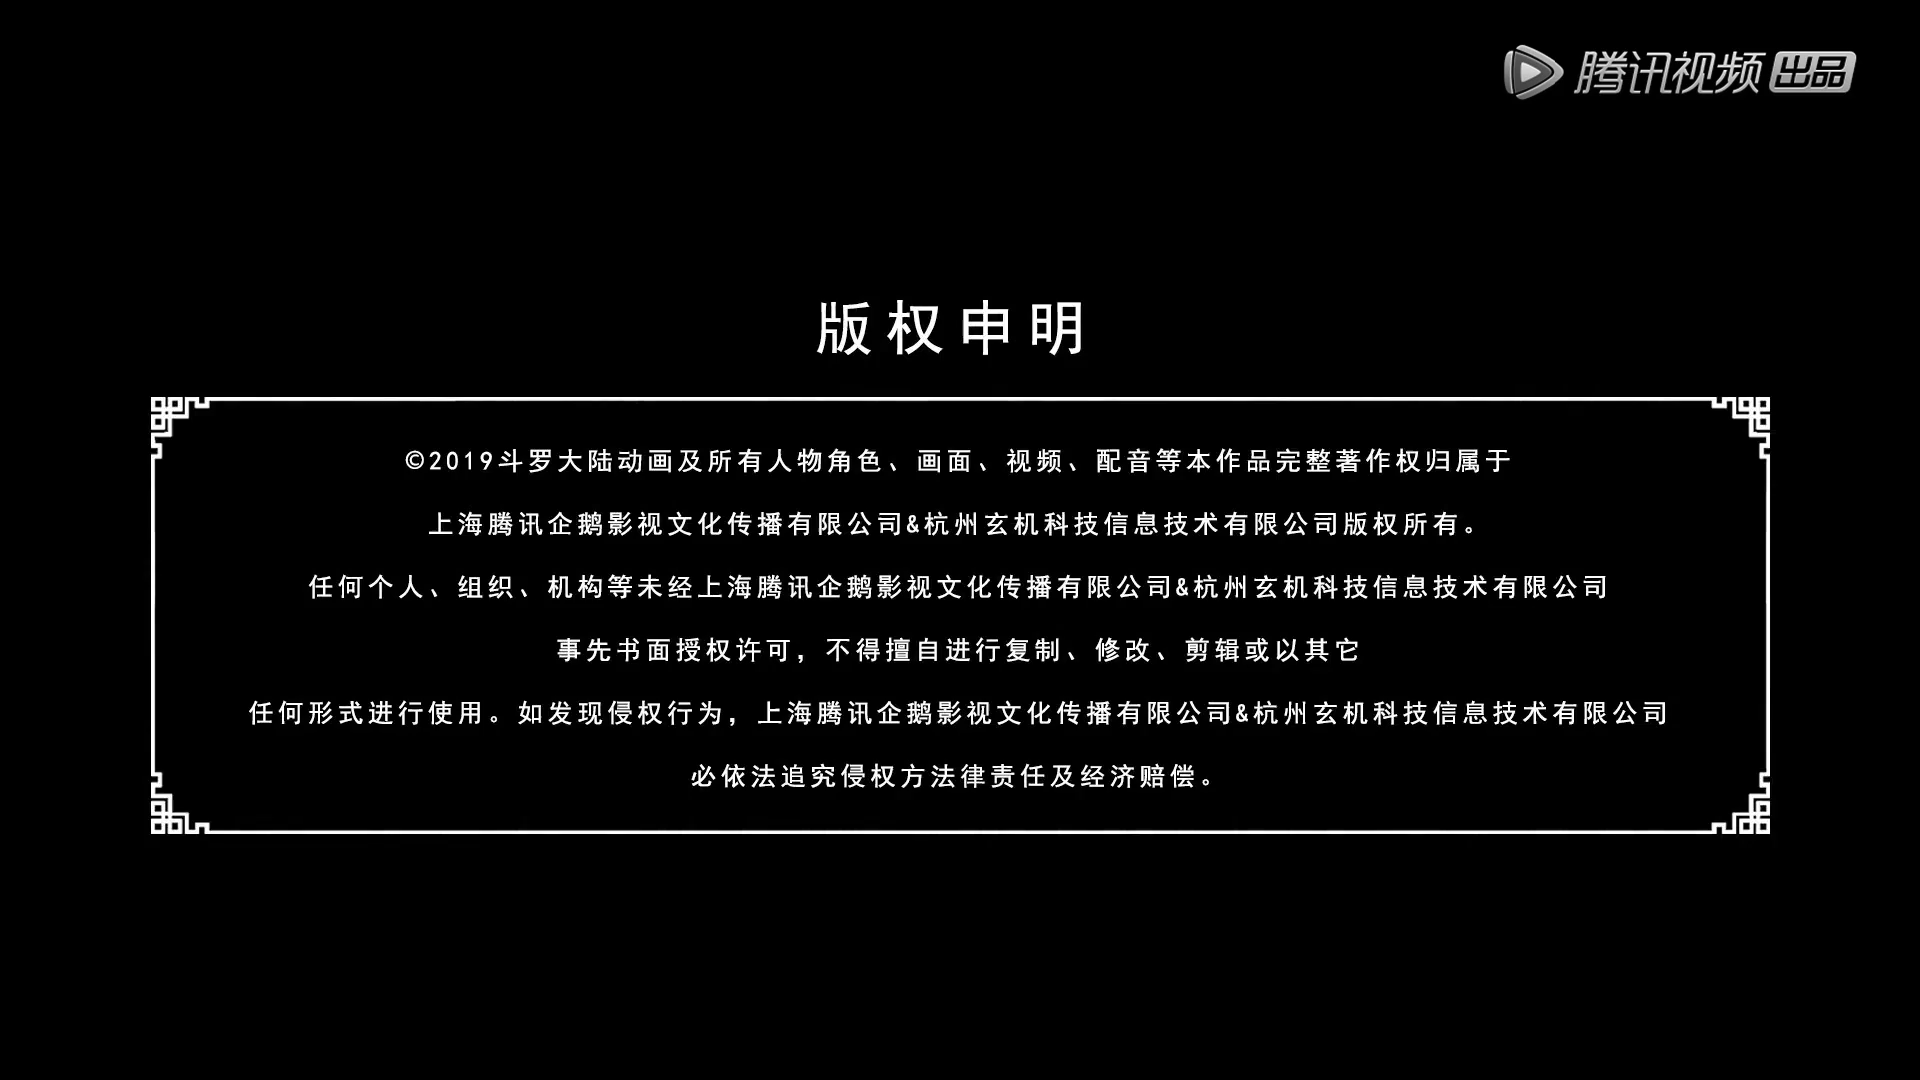 腾讯视频 出品
版权申明
©2019斗罗大陆动画及所有人物角色、画面、视频、配音等本作品完整著作权归属于
上海腾讯企鹅影视文化传播有限公司&杭州玄机科技信息技术有限公司版权所有。
任何个人、组织、机构等未经上海腾讯企鹅影视文化传播有限公司&杭州玄机科技信息技术有限公司
事先书面授权许可，不得擅自进行复制、修改、剪辑或以其它
任何形式进行使用。如发现侵权行为，上海腾讯企鹅影视文化传播有限公司&杭州玄机科技信息技术有限公司
必依法追究侵权方法律责任及经济赔偿。